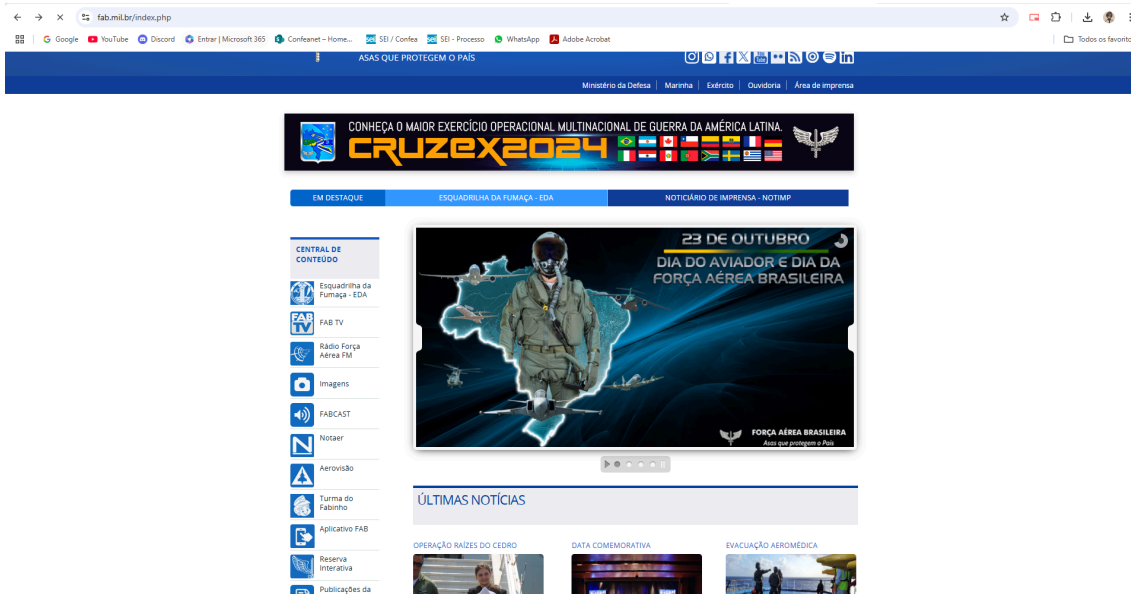 fab.mil.br/index.php
Google
YouTube
Discord
Entrar | Microsoft 365
Confeanet – Home...
SEI / Confea
SEI - Processo
WhatsApp
Adobe Acrobat
Todos os favorito
ASAS QUE PROTEGEM O PAÍS
Ministério da Defesa | Marinha | Exército | Ouvidoria | Área de imprensa
CONHEÇA O MAIOR EXERCÍCIO OPERACIONAL MULTINACIONAL DE GUERRA DA AMÉRICA LATINA.
CRUZEX2024
EM DESTAQUE
ESQUADRILHA DA FUMAÇA - EDA
NOTICIÁRIO DE IMPRENSA - NOTIMP
CENTRAL DE
CONTEÚDO
Esquadrilha da
Fumaça - EDA
FAB
TV
FAB TV
Rádio Força
Aérea FM
Imagens
FABCAST
Notaer
Aerovisão
Turma do
Fabinho
Aplicativo FAB
Reserva
Interativa
Publicações da
23 DE OUTUBRO
DIA DO AVIADOR E DIA DA
FORÇA AÉREA BRASILEIRA
FORÇA AÉREA BRASILEIRA
Asas que protegem o País
ÚLTIMAS NOTÍCIAS
OPERAÇÃO RAÍZES DO CEDRO
DATA COMEMORATIVA
EVACUAÇÃO AEROMÉDICA